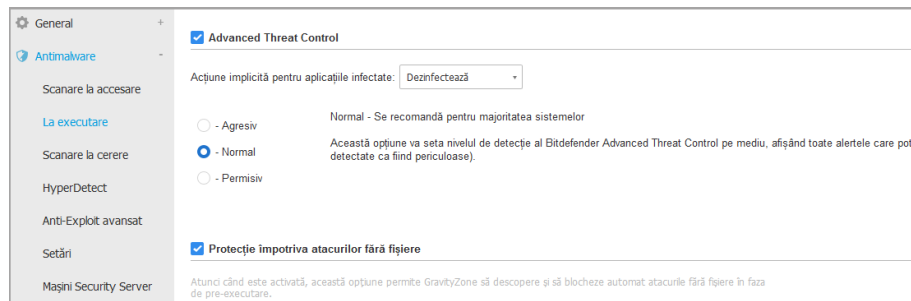 General +
Antimalware -
Scanare la accesare
La executare
Scanare la cerere
HyperDetect
Anti-Exploit avansat
Setări
Mașini Security Server
Advanced Threat Control
Acțiune implicită pentru aplicațiile infectate: Dezinfectează
- Agresiv
- Normal
- Permisiv
Normal - Se recomandă pentru majoritatea sistemelor
Această opțiune va seta nivelul de detecție al Bitdefender Advanced Threat Control pe mediu, afișând toate alertele care pot
detectate ca fiind periculoase).
Protecție împotriva atacurilor fără fișiere
Atunci când este activată, această opțiune permite GravityZone să descopere și să blocheze automat atacurile fără fișiere în faza
de pre-executare.